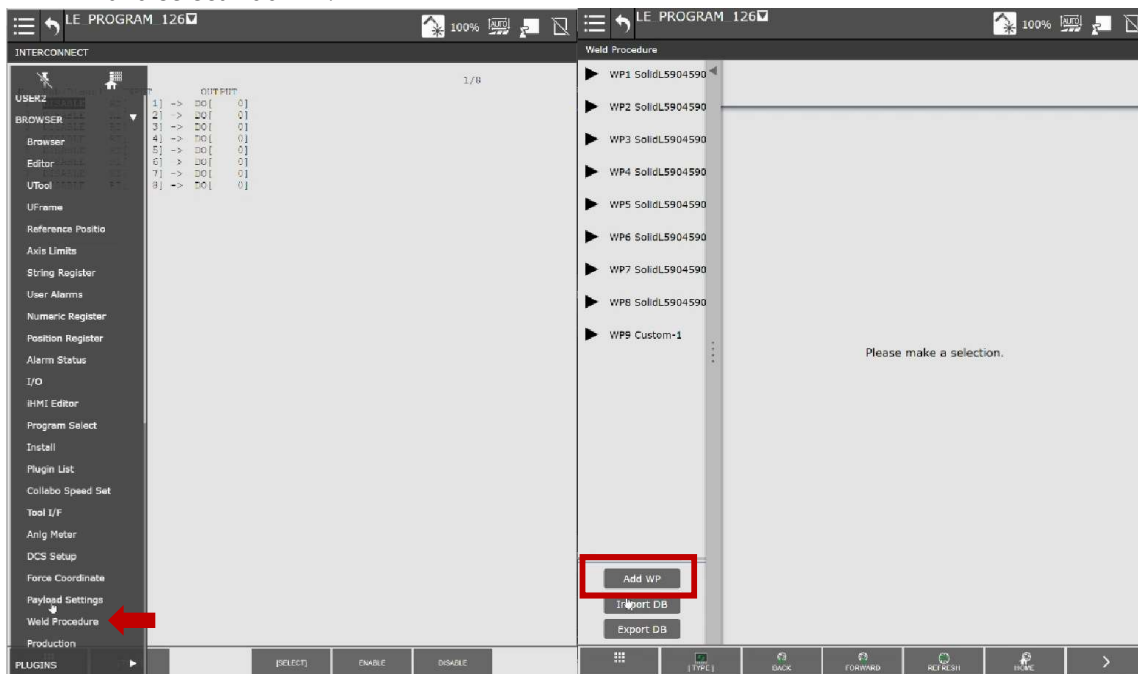 LE PROGRAM_126
100% AUTO
INTERCONNECT
1/8
OUTPUT
USER2
1] -> DO[ 0]
BROWSER
2] -> DO[ 0]
3] -> DO[ 0]
Browser
4] -> DO[ 0]
5] -> DO[ 0]
Editor
6] > DO[ 0]
7] -> DO[ 0]
UTool
8] -> DO[ 0]
UFrame
Reference Positio
Axis Limits
String Register
User Alarms
Numeric Register
Position Register
Alarm Status
I/O
iHMI Editor
Program Select
Install
Plugin List
Collabo Speed Set
Tool I/F
Anlg Meter
DCS Setup
Force Coordinate
Payload Settings
Weld Procedure
Production
PLUGINS
[SELECT] ENABLE DISABLE
LE PROGRAM_126
100% AUTO
Weld Procedure
WP1 SolidL5904590
WP2 SolidL5904590
WP3 SolidL5904590
WP4 SolidL5904590
WP5 SolidL5904590
WP6 SolidL5904590
WP7 SolidL5904590
WP8 SolidL5904590
WP9 Custom-1
Please make a selection.
Add WP
Import DB
Export DB
[TYPE] BACK FORWARD REFRESH HOME >